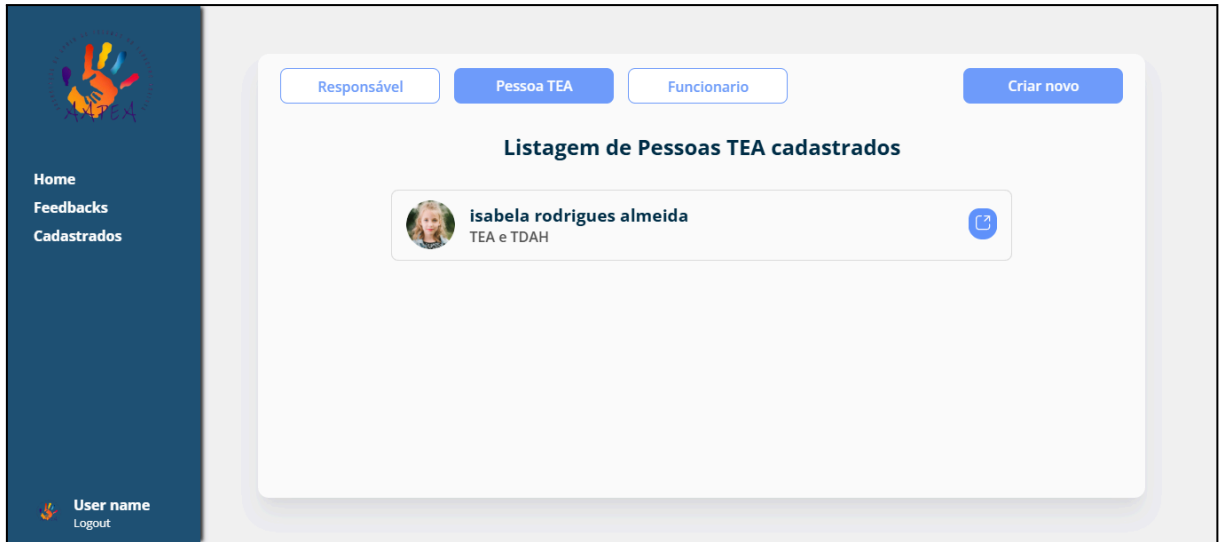 AAPEA
Home
Feedbacks
Cadastrados
User name
Logout
Responsável
Pessoa TEA
Funcionario
Criar novo
Listagem de Pessoas TEA cadastrados
isabela rodrigues almeida
TEA e TDAH